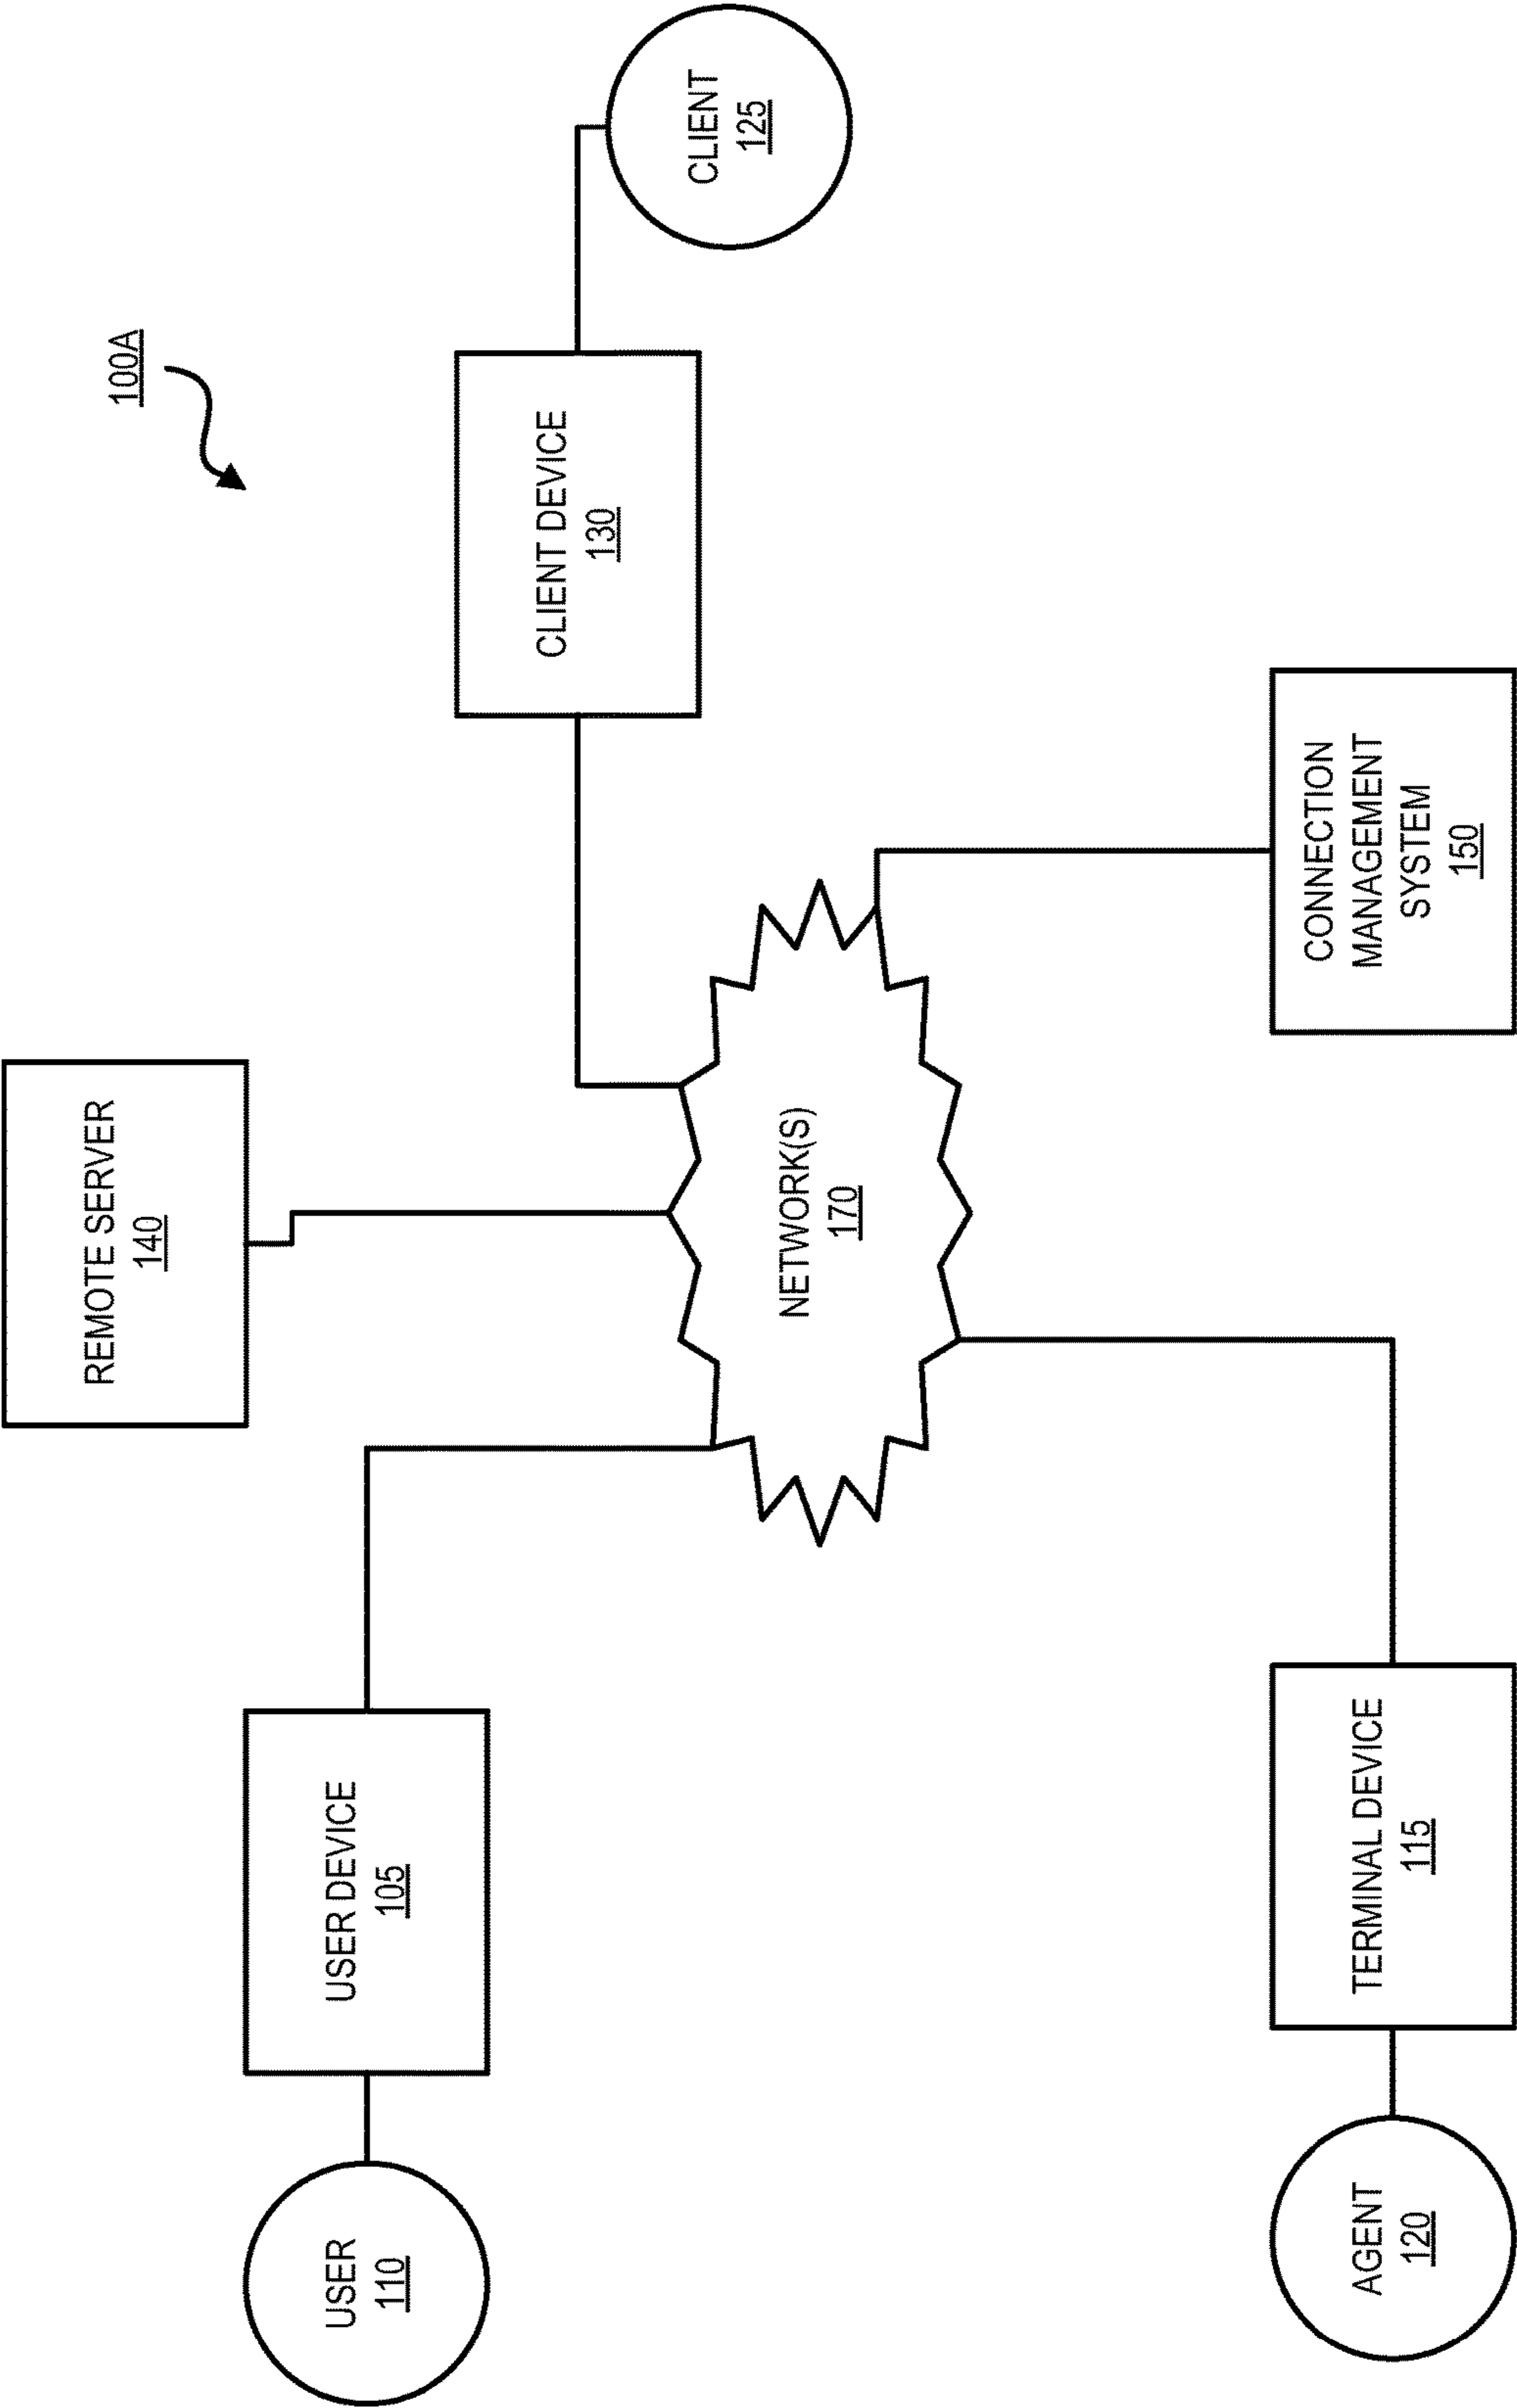 100A
REMOTE SERVER
140
USER DEVICE
105
USER
110
CLIENT DEVICE
130
CLIENT
125
NETWORK(S)
170
TERMINAL DEVICE
115
AGENT
120
CONNECTION
MANAGEMENT
SYSTEM
150